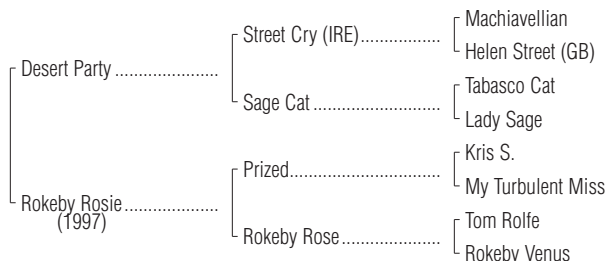 Machiavellian
Street Cry (IRE)..................
Helen Street (GB)
Desert Party ......................
Tabasco Cat
Sage Cat ............................
Lady Sage
Kris S.
Prized.................................
My Turbulent Miss
Rokeby Rosie.....................
(1997)
Tom Rolfe
Rokeby Rose......................
Rokeby Venus